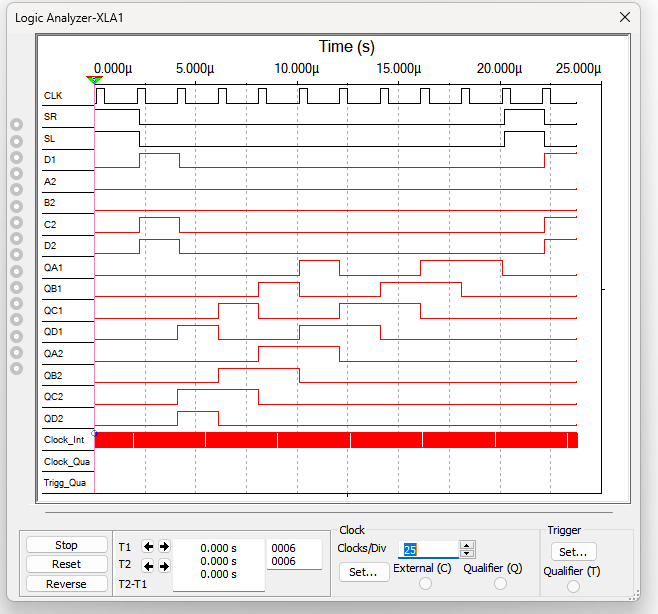 Logic Analyzer-XLA1
Time (s)
0.000µ 5.000µ 10.000µ 15.000µ 20.000µ 25.000µ
CLK
SR
SL
D1
A2
B2
C2
D2
QA1
QB1
QC1
QD1
QA2
QB2
QC2
QD2
Clock_Int
Clock_Qua
Trigg_Qua
Stop
Reset
Reverse
T1
T2
T2-T1
0.000 s
0.000 s
0.000 s
0006
0006
Clock
Clocks/Div 25
Set... External (C) Qualifier (Q)
Trigger
Set...
Qualifier (T)